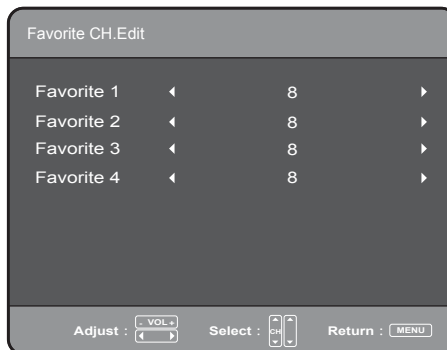 Favorite CH.Edit
Favorite 1 8
Favorite 2 8
Favorite 3 8
Favorite 4 8
Adjust : - VOL + Select : CH Return : MENU